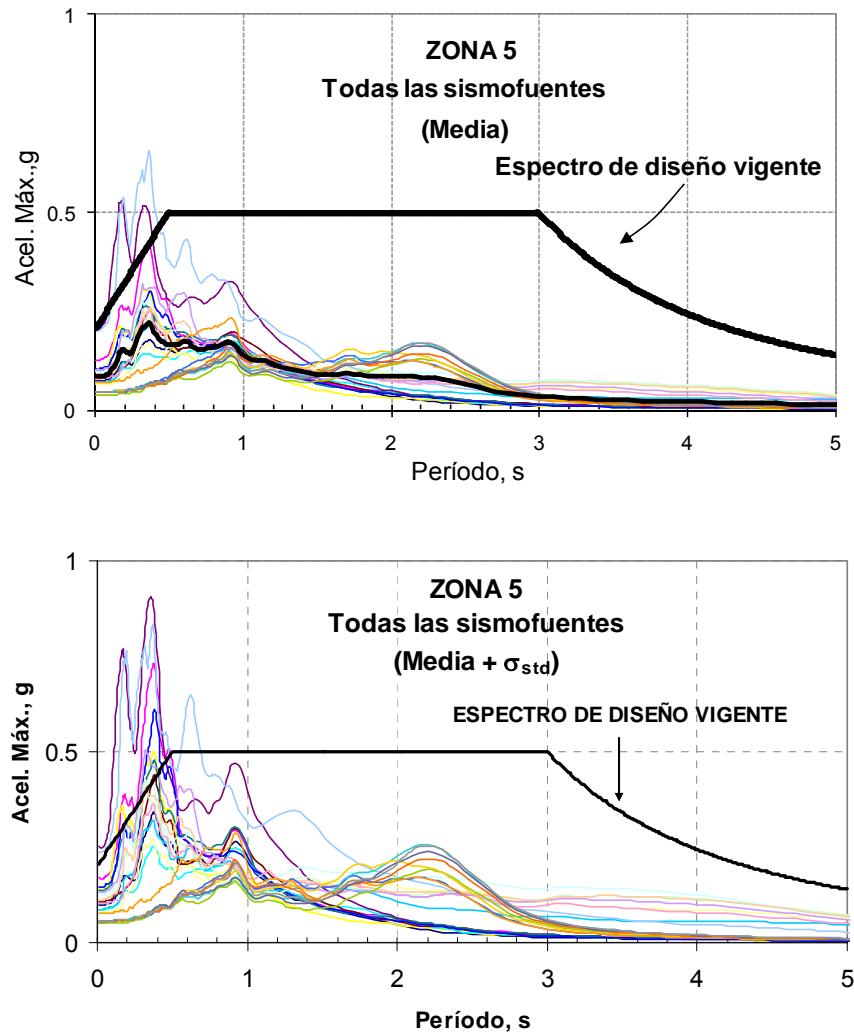 1
ZONA 5
Todas las sismofuentes
(Media)
Espectro de diseño vigente
0.5
Acel. Máx.,g
0
0 1 2 3 4 5
Período, s
1
ZONA 5
Todas las sismofuentes
(Media + σstd)
ESPECTRO DE DISEÑO VIGENTE
0.5
Acel. Máx., g
0
0 1 2 3 4 5
Período, s